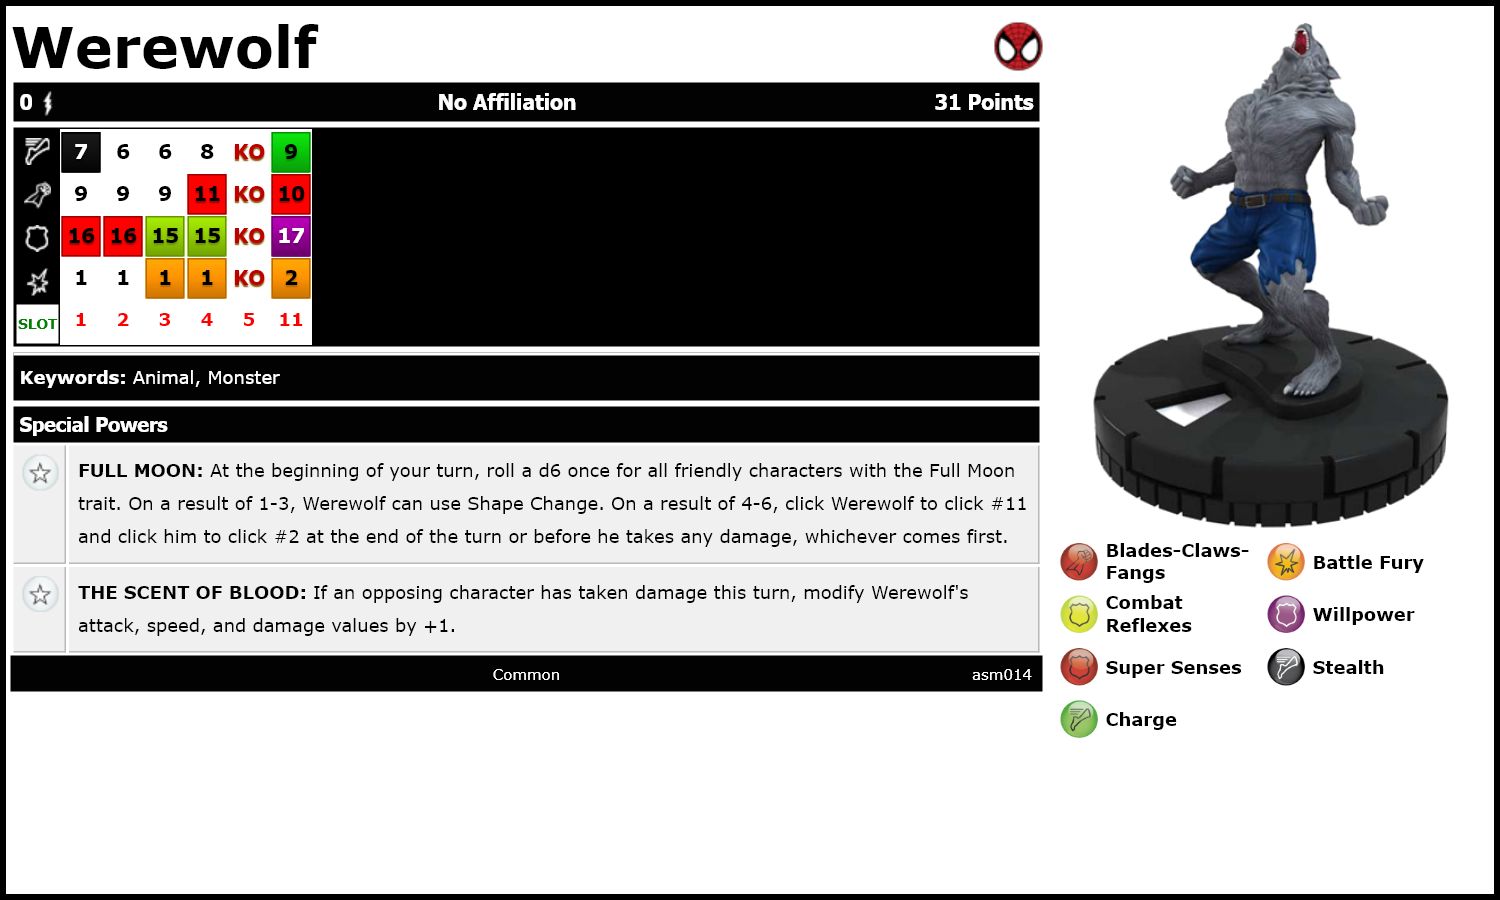 Werewolf
0 No Affiliation 31 Points
7 6 6 8 KO 9
9 9 9 11 KO 10
16 16 15 15 KO 17
1 1 1 1 KO 2
SLOT 1 2 3 4 5 11
Keywords: Animal, Monster
Special Powers
FULL MOON: At the beginning of your turn, roll a d6 once for all friendly characters with the Full Moon
trait. On a result of 1-3, Werewolf can use Shape Change. On a result of 4-6, click Werewolf to click #11
and click him to click #2 at the end of the turn or before he takes any damage, whichever comes first.
THE SCENT OF BLOOD: If an opposing character has taken damage this turn, modify Werewolf's
attack, speed, and damage values by +1.
Common asm014
Blades-Claws-
Fangs
Battle Fury
Combat
Reflexes
Willpower
Super Senses
Stealth
Charge